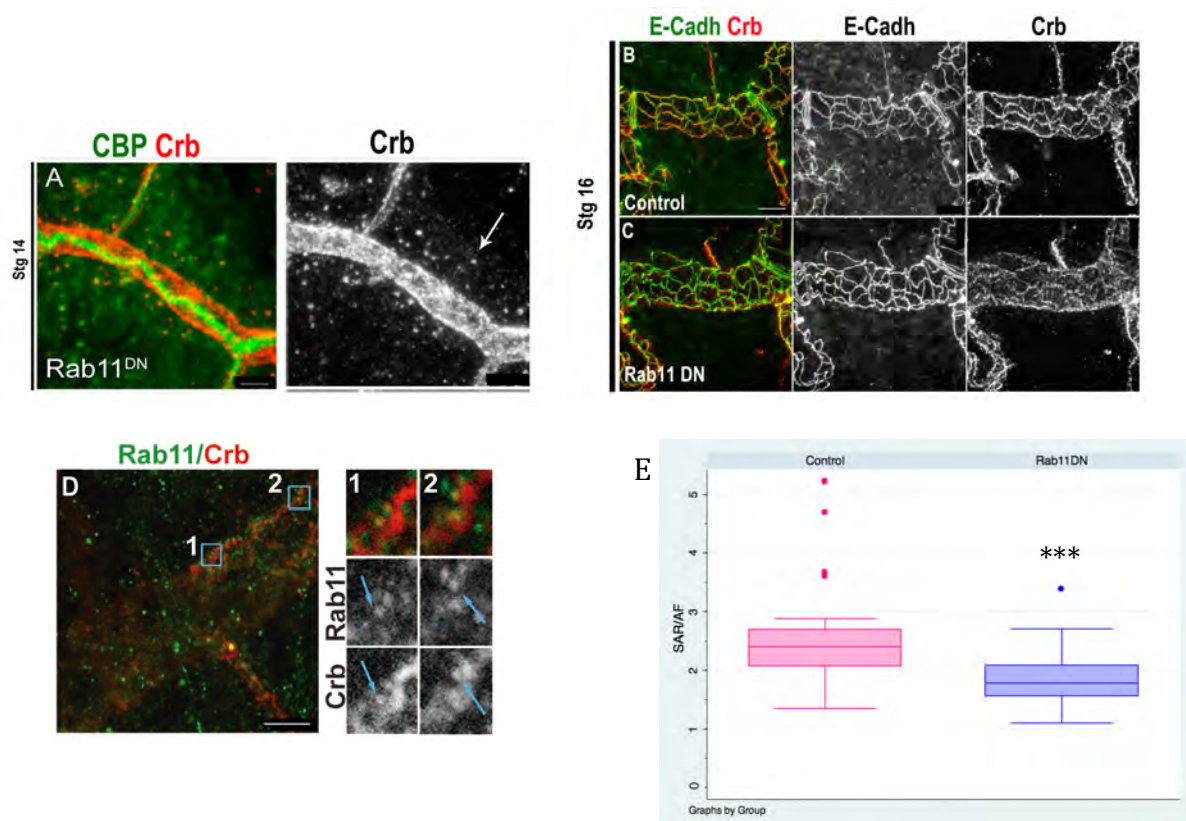 CBP Crb
Crb
A
Stg 14
Rab11DN
E-Cadh Crb
E-Cadh
Crb
B
Control
Stg 16
C
Rab11 DN
Rab11/Crb
D
1
2
1
2
Rab11
Crb
E
Control
Rab11DN
***
SAR/AF
5
4
3
2
1
0
Graphs by Group